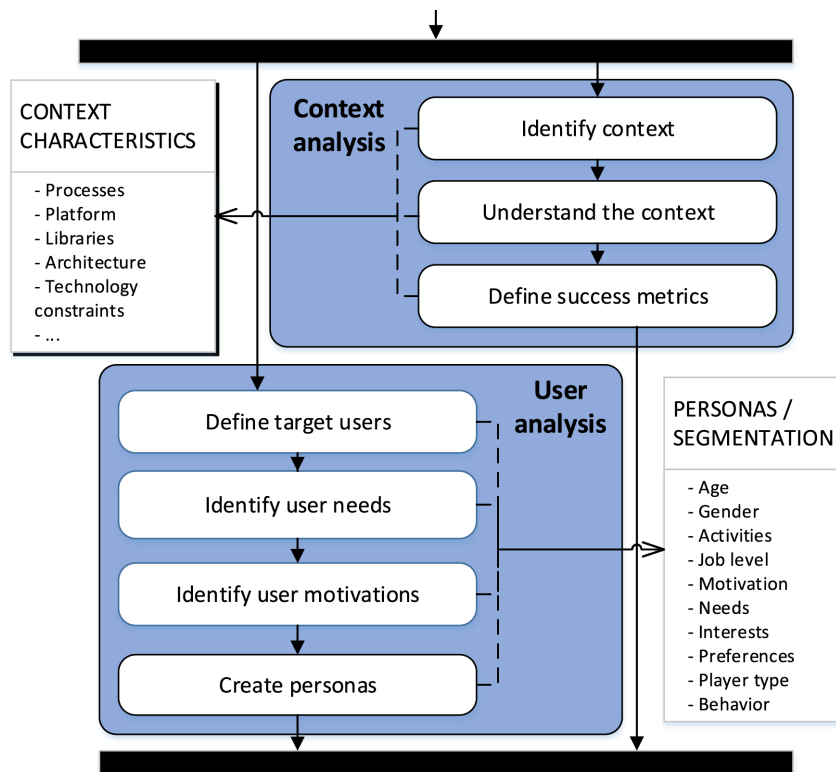 CONTEXT
CHARACTERISTICS
- Processes
- Platform
- Libraries
- Architecture
- Technology
constraints
- ...
Context
analysis
Identify context
Understand the context
Define success metrics
User
analysis
Define target users
Identify user needs
Identify user motivations
Create personas
PERSONAS /
SEGMENTATION
- Age
- Gender
- Activities
- Job level
- Motivation
- Needs
- Interests
- Preferences
- Player type
- Behavior